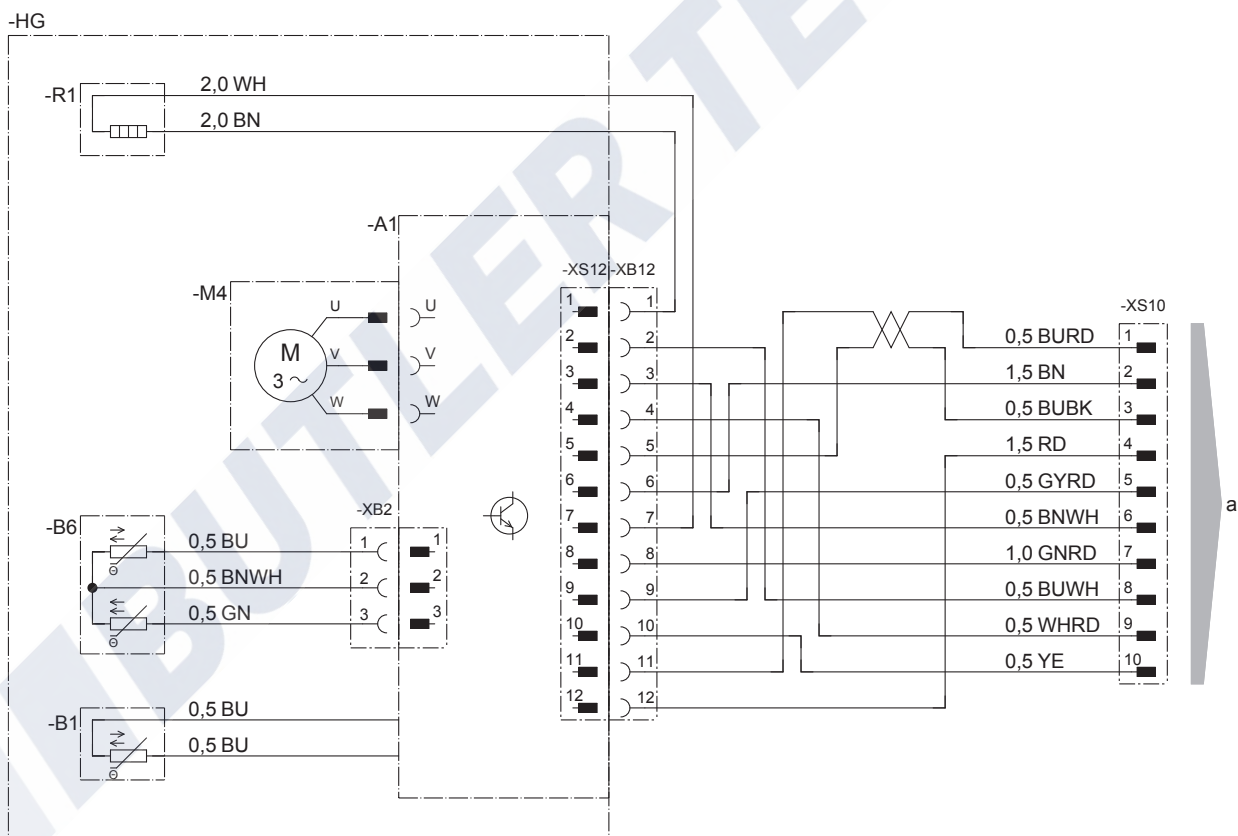 -HG
-R1
2,0 WH
2,0 BN
-A1
-XS12
-XB12
-M4
M
3 ~
U
V
W
U
V
W
1
2
3
4
5
6
7
8
9
10
11
12
1
2
3
4
5
6
7
8
9
10
11
12
-XS10
0,5 BURD
1
1,5 BN
2
0,5 BUBK
3
1,5 RD
4
0,5 GYRD
5
0,5 BNWH
6
1,0 GNRD
7
0,5 BUWH
8
0,5 WHRD
9
0,5 YE
10
a
-XB2
-B6
Θ
Θ
0,5 BU
1
1
0,5 BNWH
2
2
0,5 GN
3
3
-B1
Θ
0,5 BU
0,5 BU
BUTLER TE